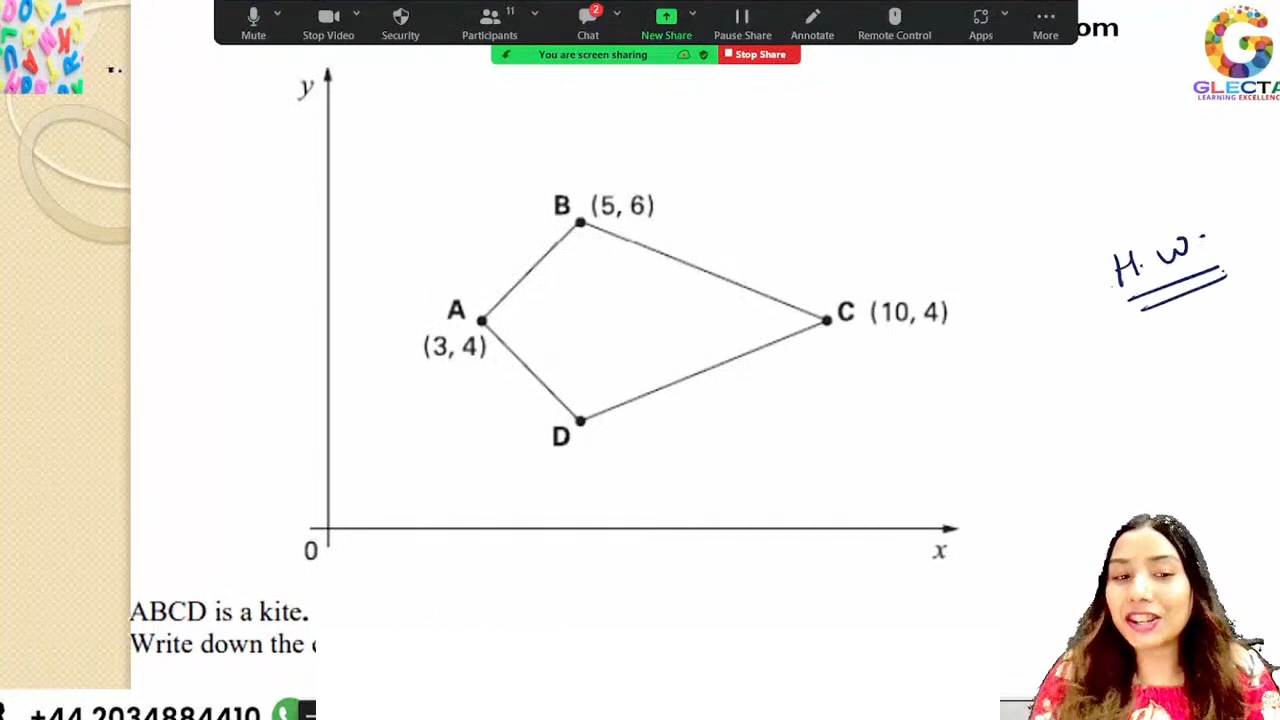 Mute
Stop Video
Security
Participants
11
Chat
2
New Share
Pause Share
Annotate
Remote Control
Apps
More
om
You are screen sharing
Stop Share
GLECTA
LEARNING EXCELLENC
y
B (5, 6)
H.W.
A
C (10, 4)
(3, 4)
D
0
x
ABCD is a kite.
Write down the
+44 2034884410